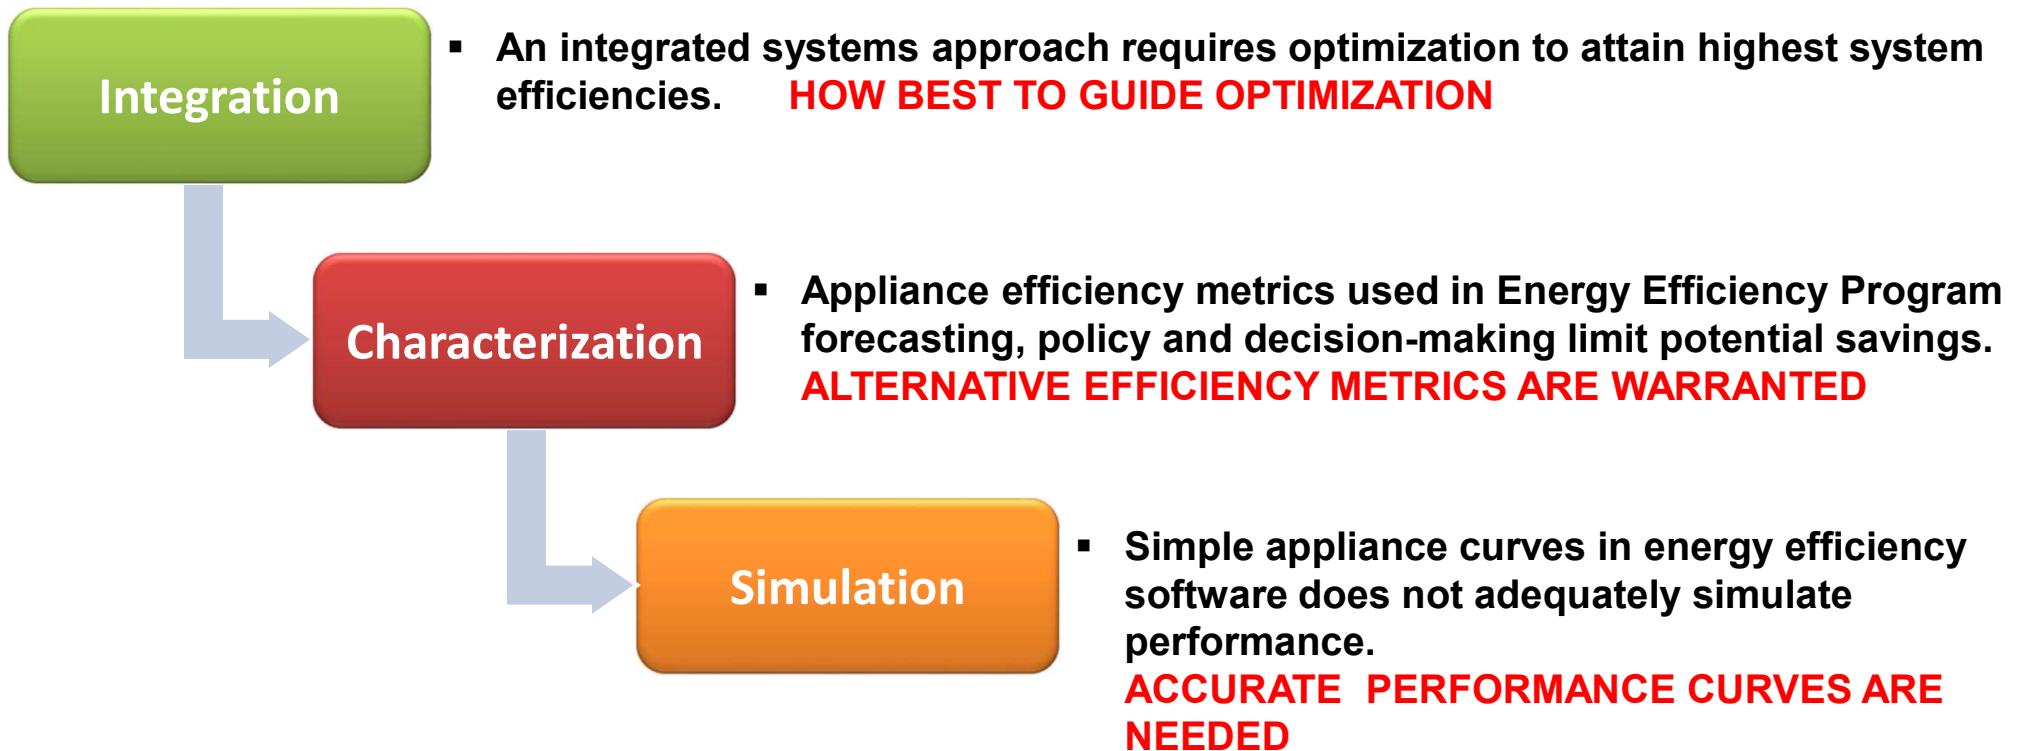 Integration
▪ An integrated systems approach requires optimization to attain highest system
efficiencies. HOW BEST TO GUIDE OPTIMIZATION
Characterization
▪ Appliance efficiency metrics used in Energy Efficiency Program
forecasting, policy and decision-making limit potential savings.
ALTERNATIVE EFFICIENCY METRICS ARE WARRANTED
Simulation
▪ Simple appliance curves in energy efficiency
software does not adequately simulate
performance.
ACCURATE PERFORMANCE CURVES ARE
NEEDED